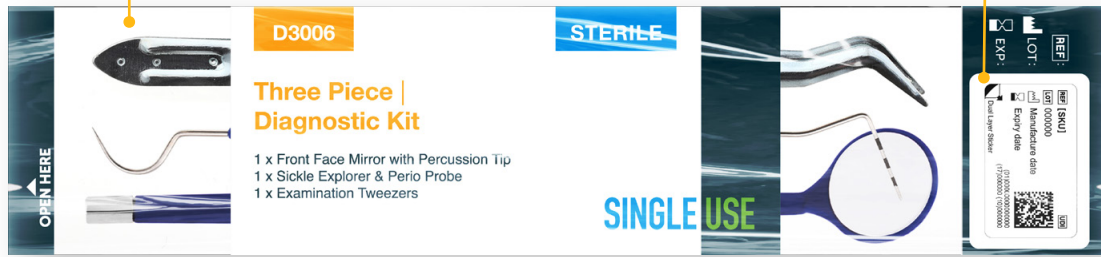 OPEN HERE
D3006
STERILE
Three Piece |
Diagnostic Kit
1 x Front Face Mirror with Percussion Tip
1 x Sickle Explorer & Perio Probe
1 x Examination Tweezers
SINGLE USE
REF :
LOT :
EXP :
REF [SKU]
LOT 000000
Manufacture date
Expiry date
Dual Layer Sticker
UDI